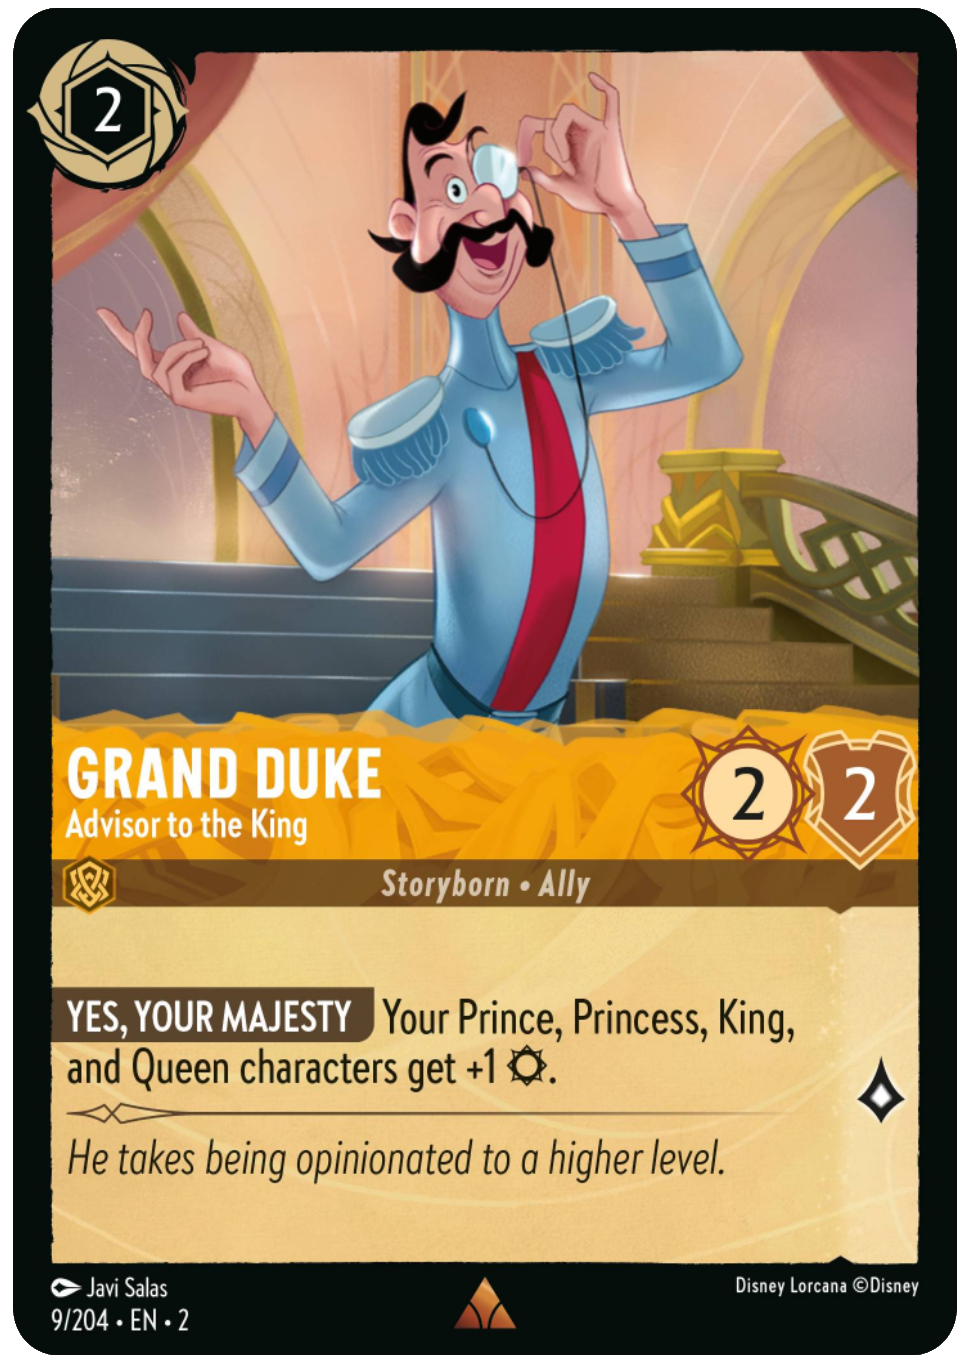 2
GRAND DUKE
Advisor to the King
2 2
Storyborn • Ally
YES, YOUR MAJESTY Your Prince, Princess, King,
and Queen characters get +1 .
He takes being opinionated to a higher level.
Javi Salas
Disney Lorcana ©Disney
9/204 • EN • 2